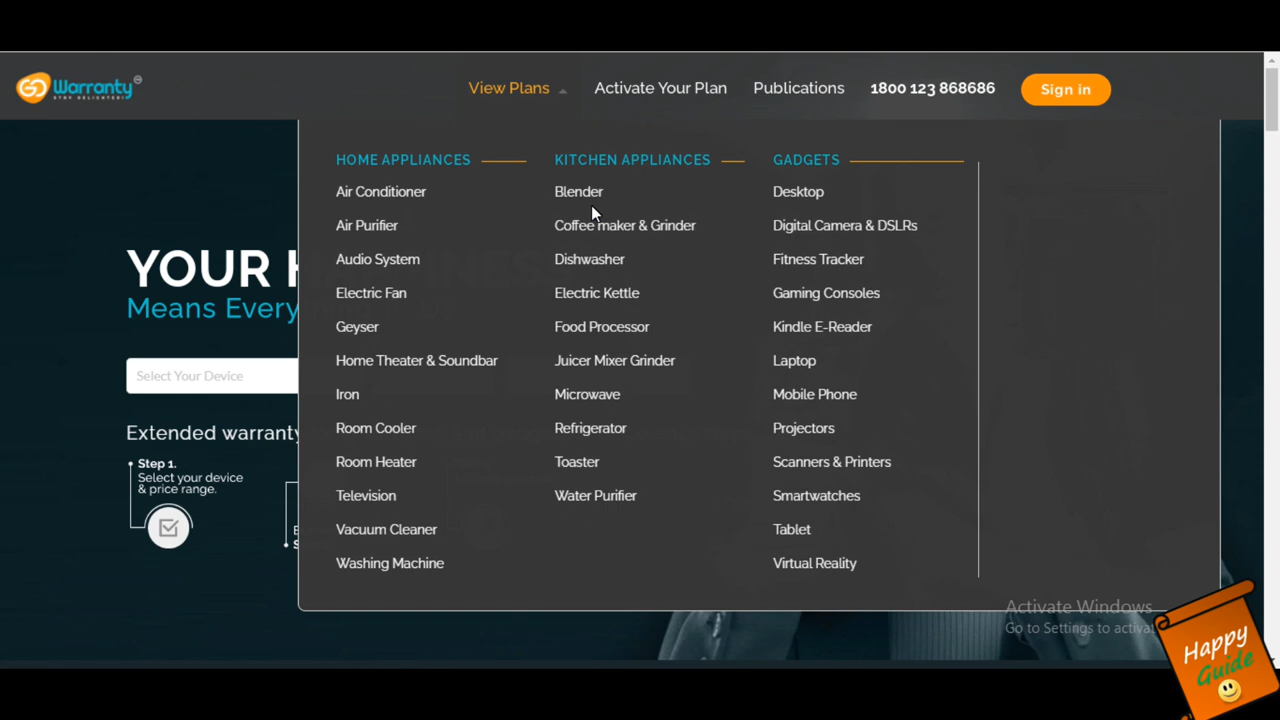 GO Warranty
STAY DELIGHTED!
View Plans
Activate Your Plan
Publications
1800 123 868686
Sign in
HOME APPLIANCES
Air Conditioner
Air Purifier
Audio System
Electric Fan
Geyser
Home Theater & Soundbar
Iron
Room Cooler
Room Heater
Television
Vacuum Cleaner
Washing Machine
KITCHEN APPLIANCES
Blender
Coffee maker & Grinder
Dishwasher
Electric Kettle
Food Processor
Juicer Mixer Grinder
Microwave
Refrigerator
Toaster
Water Purifier
GADGETS
Desktop
Digital Camera & DSLRs
Fitness Tracker
Gaming Consoles
Kindle E-Reader
Laptop
Mobile Phone
Projectors
Scanners & Printers
Smartwatches
Tablet
Virtual Reality
YOUR HAPPINESS
Means Every
Select Your Device
Extended warranty
Step 1.
Select your device
& price range.
Activate Windows
Go to Settings to activat
Happy
Guide